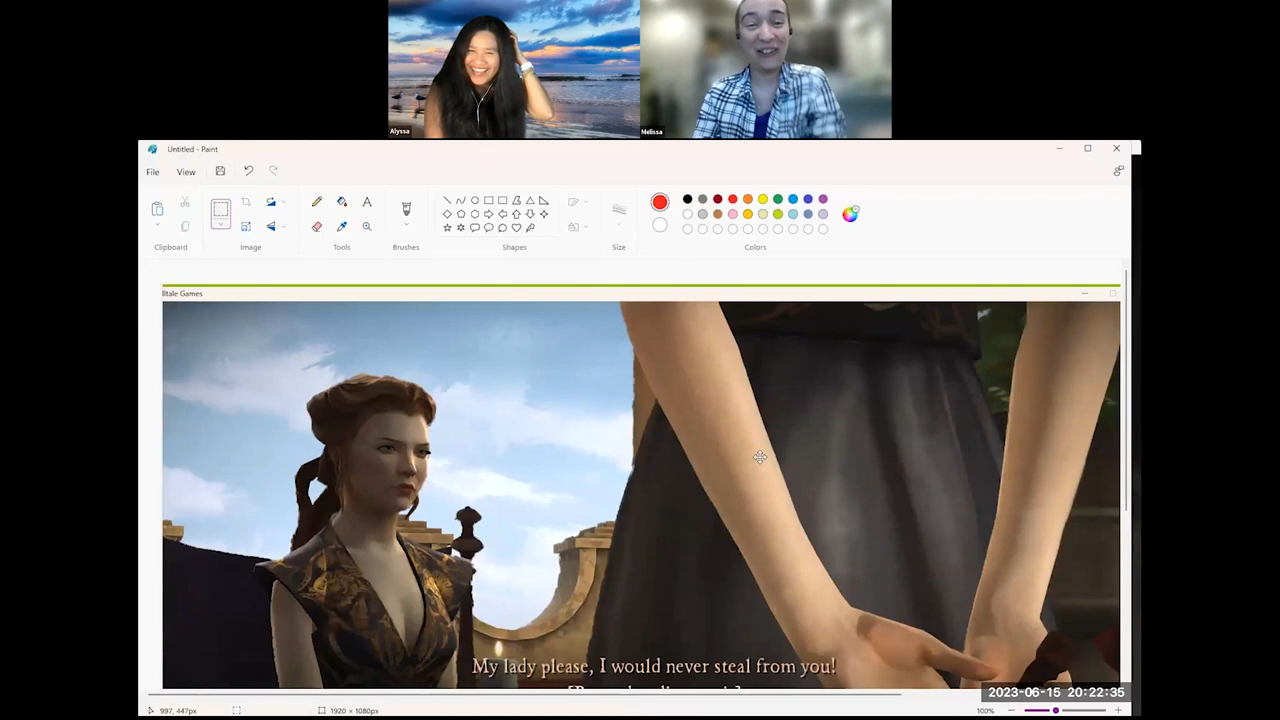 Alyssa
Melissa
Untitled - Paint
File
View
Clipboard
Image
Tools
Brushes
Shapes
Size
Colors
lltale Games
My lady please, I would never steal from you!
2023-06-15 20:22:35
997, 447px
1920 × 1080px
100%